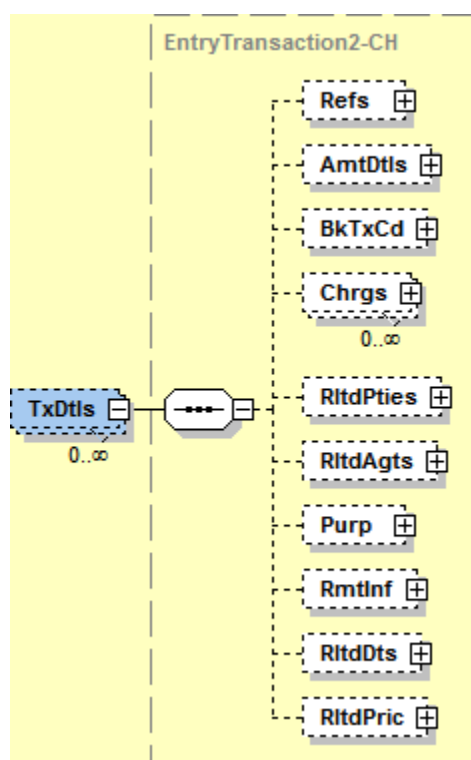 EntryTransaction2-CH
Refs
AmtDtls
BkTxCd
Chrgs
0..∞
TxDtls
0..∞
RltdPties
RltdAgts
Purp
RmtInf
RltdDts
RltdPric